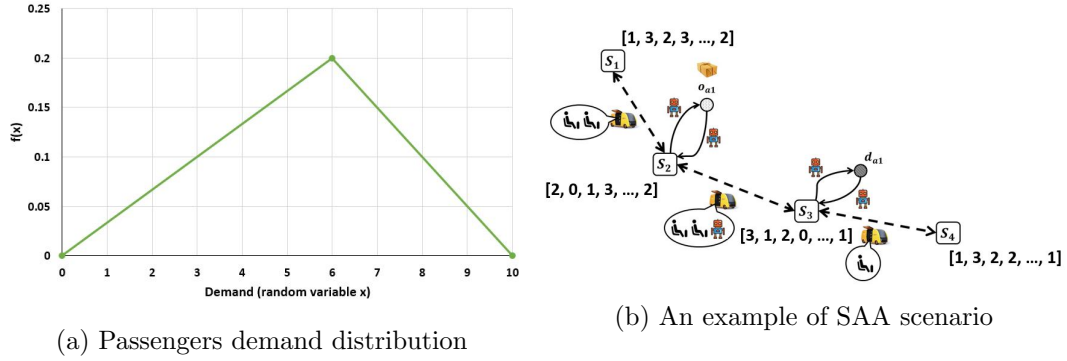 0.25
0.2
0.15
0.1
0.05
0
f(x)
0 1 2 3 4 5 6 7 8 9 10
Demand (random variable x)
(a) Passengers demand distribution
[1, 3, 2, 3, ..., 2]
S1
oa1
S2
[2, 0, 1, 3, ..., 2]
da1
S3
[3, 1, 2, 0, ..., 1]
S4
[1, 3, 2, 2, ..., 1]
(b) An example of SAA scenario